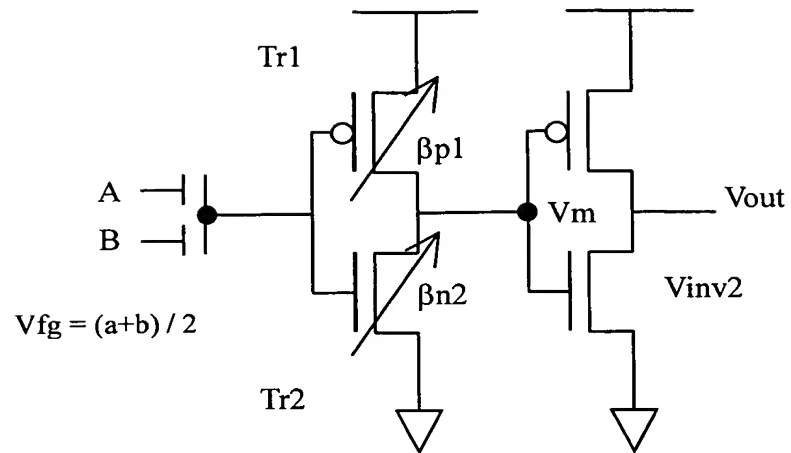 Tr1
βp1
A
B
Vm
Vout
βn2
Vinv2
Vfg = (a+b) / 2
Tr2